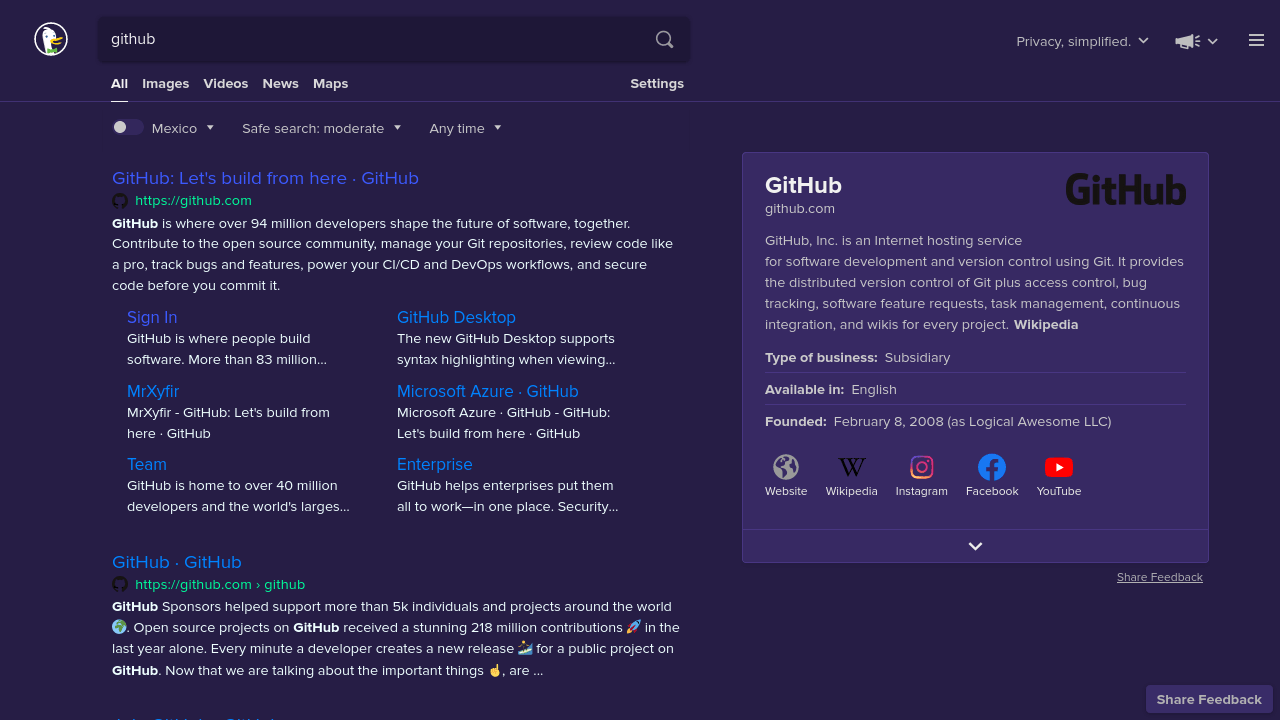 github
Privacy, simplified.
All Images Videos News Maps Settings
Mexico Safe search: moderate Any time
GitHub: Let's build from here · GitHub
https://github.com
GitHub is where over 94 million developers shape the future of software, together.
Contribute to the open source community, manage your Git repositories, review code like
a pro, track bugs and features, power your CI/CD and DevOps workflows, and secure
code before you commit it.
Sign In
GitHub is where people build
software. More than 83 million...
GitHub Desktop
The new GitHub Desktop supports
syntax highlighting when viewing...
MrXyfir
MrXyfir - GitHub: Let's build from
here · GitHub
Microsoft Azure · GitHub
Microsoft Azure · GitHub - GitHub:
Let's build from here · GitHub
Team
GitHub is home to over 40 million
developers and the world's larges...
Enterprise
GitHub helps enterprises put them
all to work—in one place. Security...
GitHub · GitHub
https://github.com › github
GitHub Sponsors helped support more than 5k individuals and projects around the world
🌍. Open source projects on GitHub received a stunning 218 million contributions 🚀 in the
last year alone. Every minute a developer creates a new release 🌠 for a public project on
GitHub. Now that we are talking about the important things ☝, are ...
GitHub
GitHub
github.com
GitHub, Inc. is an Internet hosting service
for software development and version control using Git. It provides
the distributed version control of Git plus access control, bug
tracking, software feature requests, task management, continuous
integration, and wikis for every project. Wikipedia
Type of business: Subsidiary
Available in: English
Founded: February 8, 2008 (as Logical Awesome LLC)
W
Website Wikipedia Instagram Facebook YouTube
Share Feedback
Share Feedback